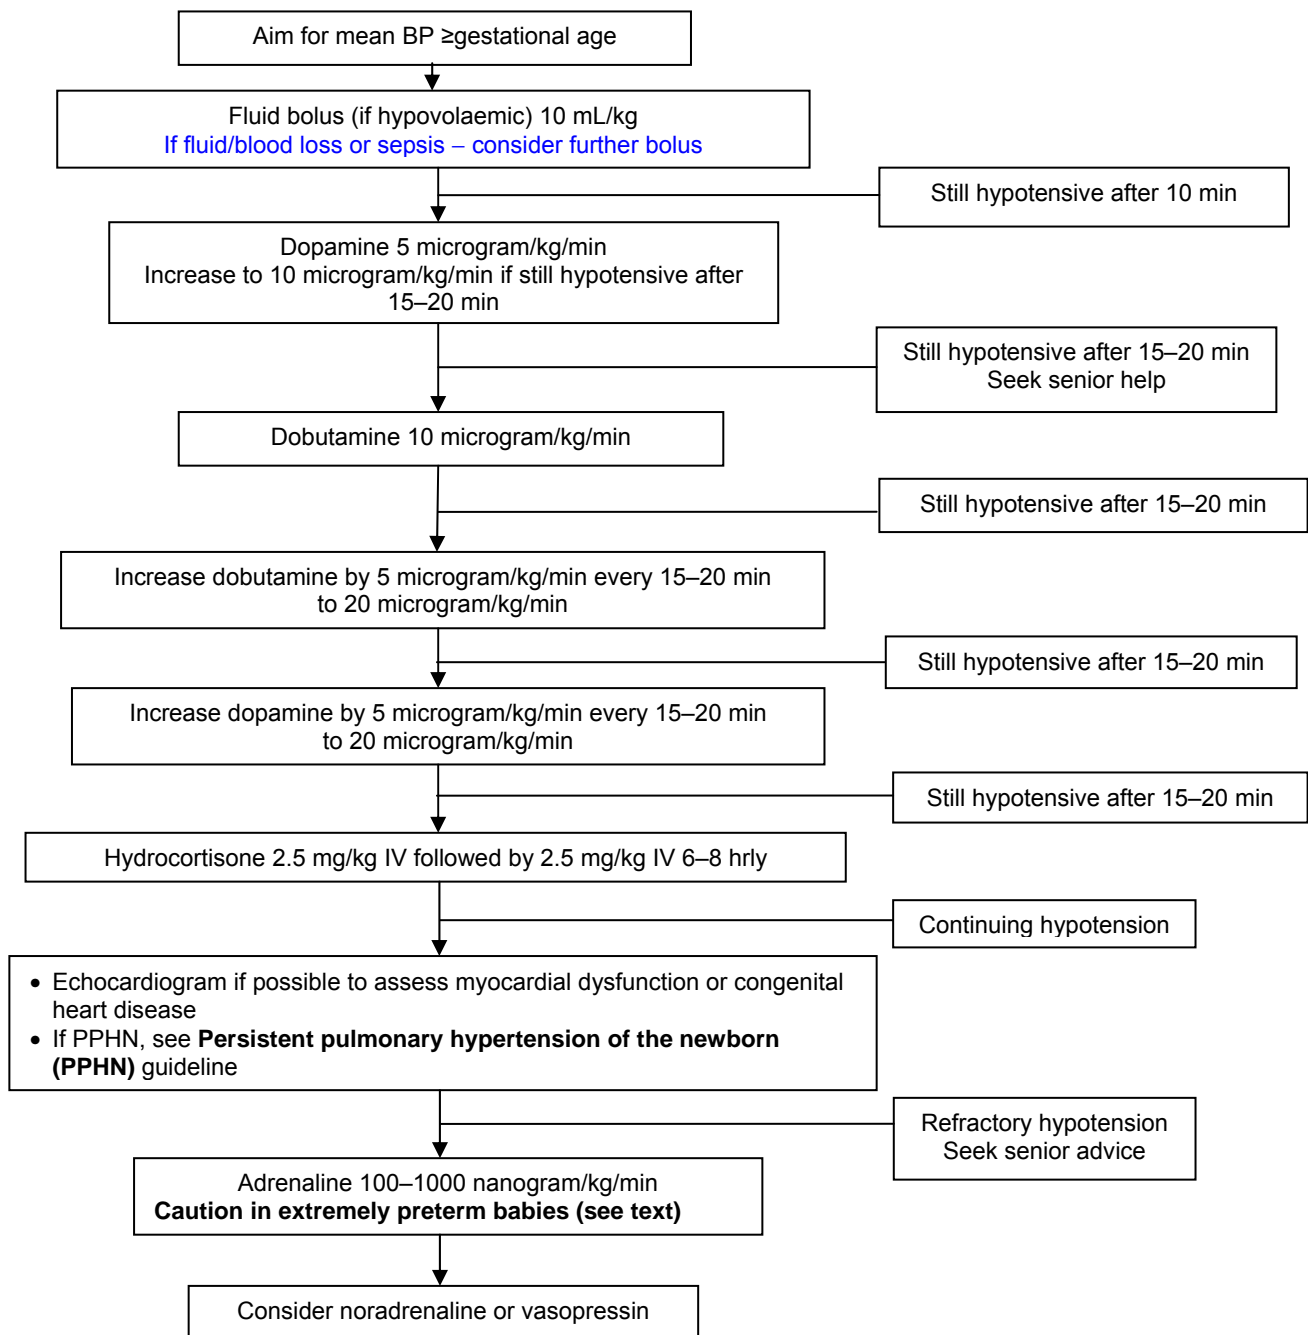 Aim for mean BP ≥gestational age
Fluid bolus (if hypovolaemic) 10 mL/kg
If fluid/blood loss or sepsis – consider further bolus
Still hypotensive after 10 min
Dopamine 5 microgram/kg/min
Increase to 10 microgram/kg/min if still hypotensive after
15–20 min
Still hypotensive after 15–20 min
Seek senior help
Dobutamine 10 microgram/kg/min
Still hypotensive after 15–20 min
Increase dobutamine by 5 microgram/kg/min every 15–20 min
to 20 microgram/kg/min
Still hypotensive after 15–20 min
Increase dopamine by 5 microgram/kg/min every 15–20 min
to 20 microgram/kg/min
Still hypotensive after 15–20 min
Hydrocortisone 2.5 mg/kg IV followed by 2.5 mg/kg IV 6–8 hrly
Continuing hypotension
• Echocardiogram if possible to assess myocardial dysfunction or congenital
heart disease
• If PPHN, see Persistent pulmonary hypertension of the newborn
(PPHN) guideline
Refractory hypotension
Seek senior advice
Adrenaline 100–1000 nanogram/kg/min
Caution in extremely preterm babies (see text)
Consider noradrenaline or vasopressin